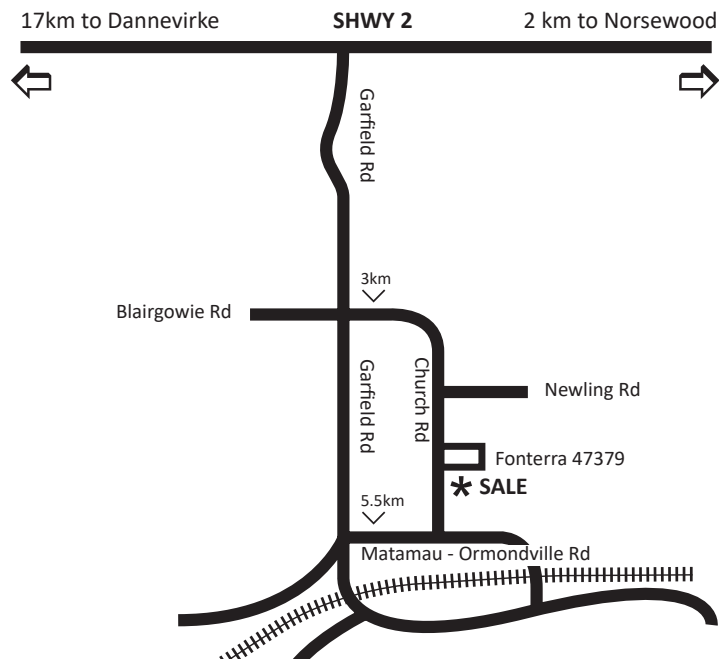 17km to Dannevirke
SHWY 2
2 km to Norsewood
Garfield Rd
3km
Blairgowie Rd
Garfield Rd
Church Rd
Newling Rd
Fonterra 47379
* SALE
5.5km
Matamau - Ormondville Rd